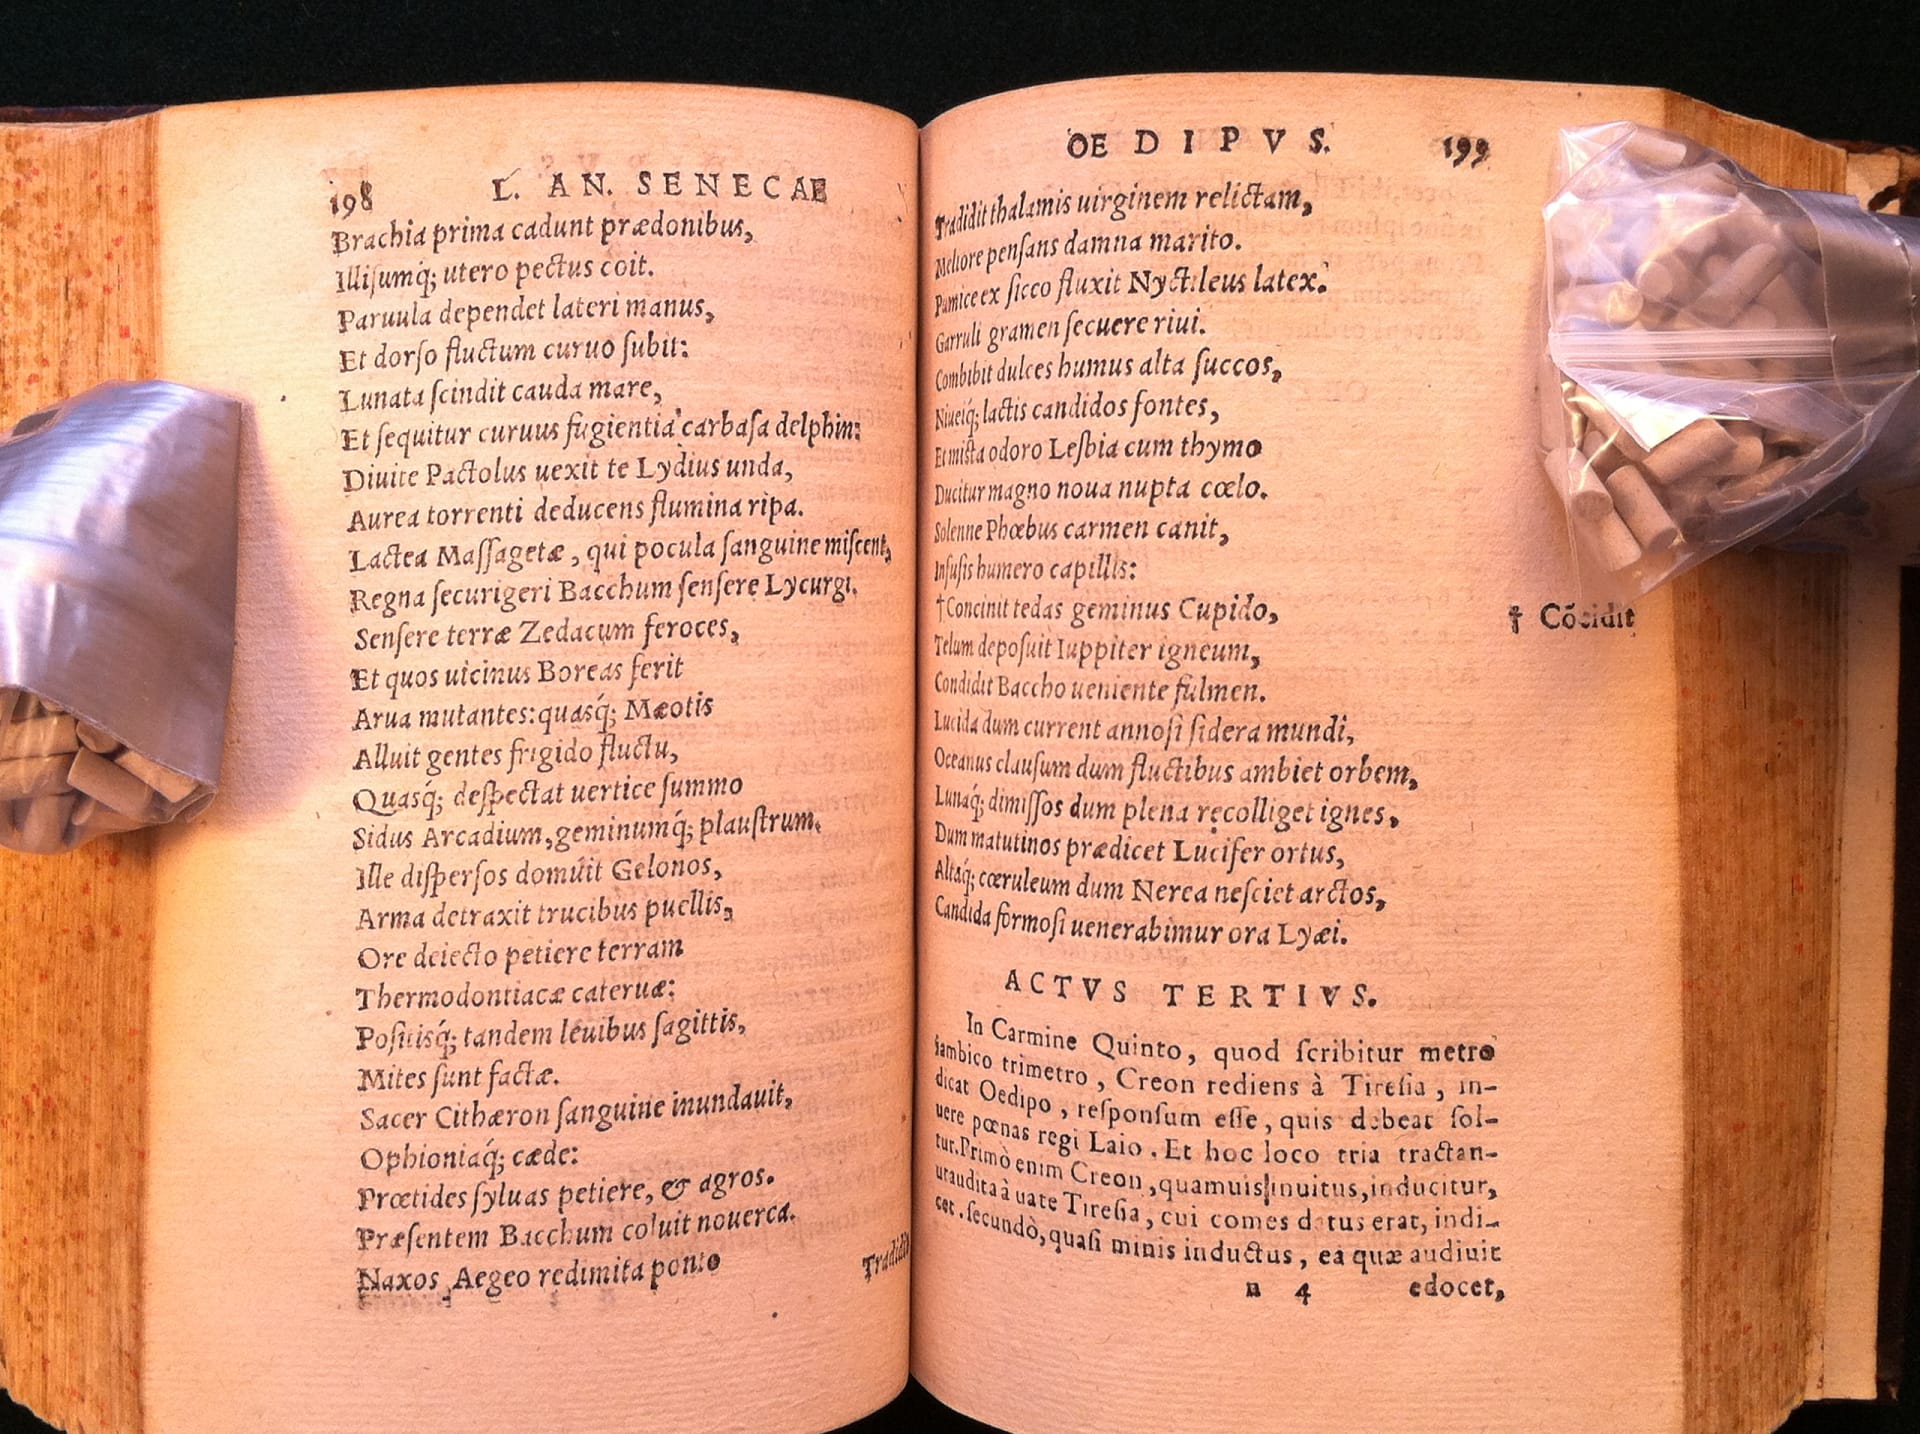 198 L. AN. SENECAE
Brachia prima cadunt prædonibus,
Illiſumq́; utero pectus coit.
Paruula dependet lateri manus,
Et dorſo fluctum curuo ſubit:
Lunata ſcindit cauda mare,
Et ſequitur curuus fugientia carbaſa delphin:
Diuite Pactolus uexit te Lydius unda,
Aurea torrenti deducens flumina ripa.
Lactea Maſſagetæ, qui pocula ſanguine miſcent,
Regna ſecurigeri Bacchum ſenſere Lycurgi.
Senſere terræ Zedacum feroces,
Et quos uicinus Boreas ferit
Arua mutantes: quasq́; Mæotis
Alluit gentes frigido fluctu,
Quasq́; deſpectat uertice ſummo
Sidus Arcadium, geminumq́; plauſtrum.
Ille diſperſos domuit Gelonos,
Arma detraxit trucibus puellis,
Ore deiecto petiere terram
Thermodontiacæ cateruæ:
Poſitisq́; tandem leuibus ſagittis,
Mites ſunt factæ.
Sacer Cithæron ſanguine inundauit,
Ophioniaq́; cæde:
Prœtides ſyluas petiere, & agros.
Præſentem Bacchum coluit nouerca.
Naxos Aegeo redimita ponto
Tradidit
OEDIPVS. 199
Tradidit thalamis uirginem relictam,
Meliore penſans damna marito.
Pumice ex ſicco fluxit Nyctileus latex.
Garruli gramen ſecuere riui.
Combibit dulces humus alta ſuccos,
Niueiq́; lactis candidos fontes,
Et miſta odoro Leſbia cum thymo
Ducitur magno noua nupta cœlo.
Solenne Phœbus carmen canit,
Infuſis humero capillis:
†Concinit tedas geminus Cupido,
† Cõcidit
Telum depoſuit Iuppiter igneum,
Condidit Baccho ueniente fulmen.
Lucida dum current annoſi ſidera mundi,
Oceanus clauſum dum fluctibus ambiet orbem,
Lunaq́; dimiſſos dum plena recolliget ignes,
Dum matutinos prædicet Lucifer ortus,
Altaq́; cœruleum dum Nerea neſciet arctos,
Candida formoſi uenerabimur ora Lyæi.
ACTVS TERTIVS.
In Carmine Quinto, quod ſcribitur metro
iambico trimetro, Creon rediens à Tireſia, in-
dicat Oedipo, reſponſum eſſe, quis debeat ſol-
uere pœnas regi Laio. Et hoc loco tria tractan-
tur. Primò enim Creon, quamuis inuitus, inducitur,
ut audita à uate Tireſia, cui comes datus erat, indi-
cet. ſecundò, quaſi minis inductus, ea quæ audiuit
n 4 edocet,